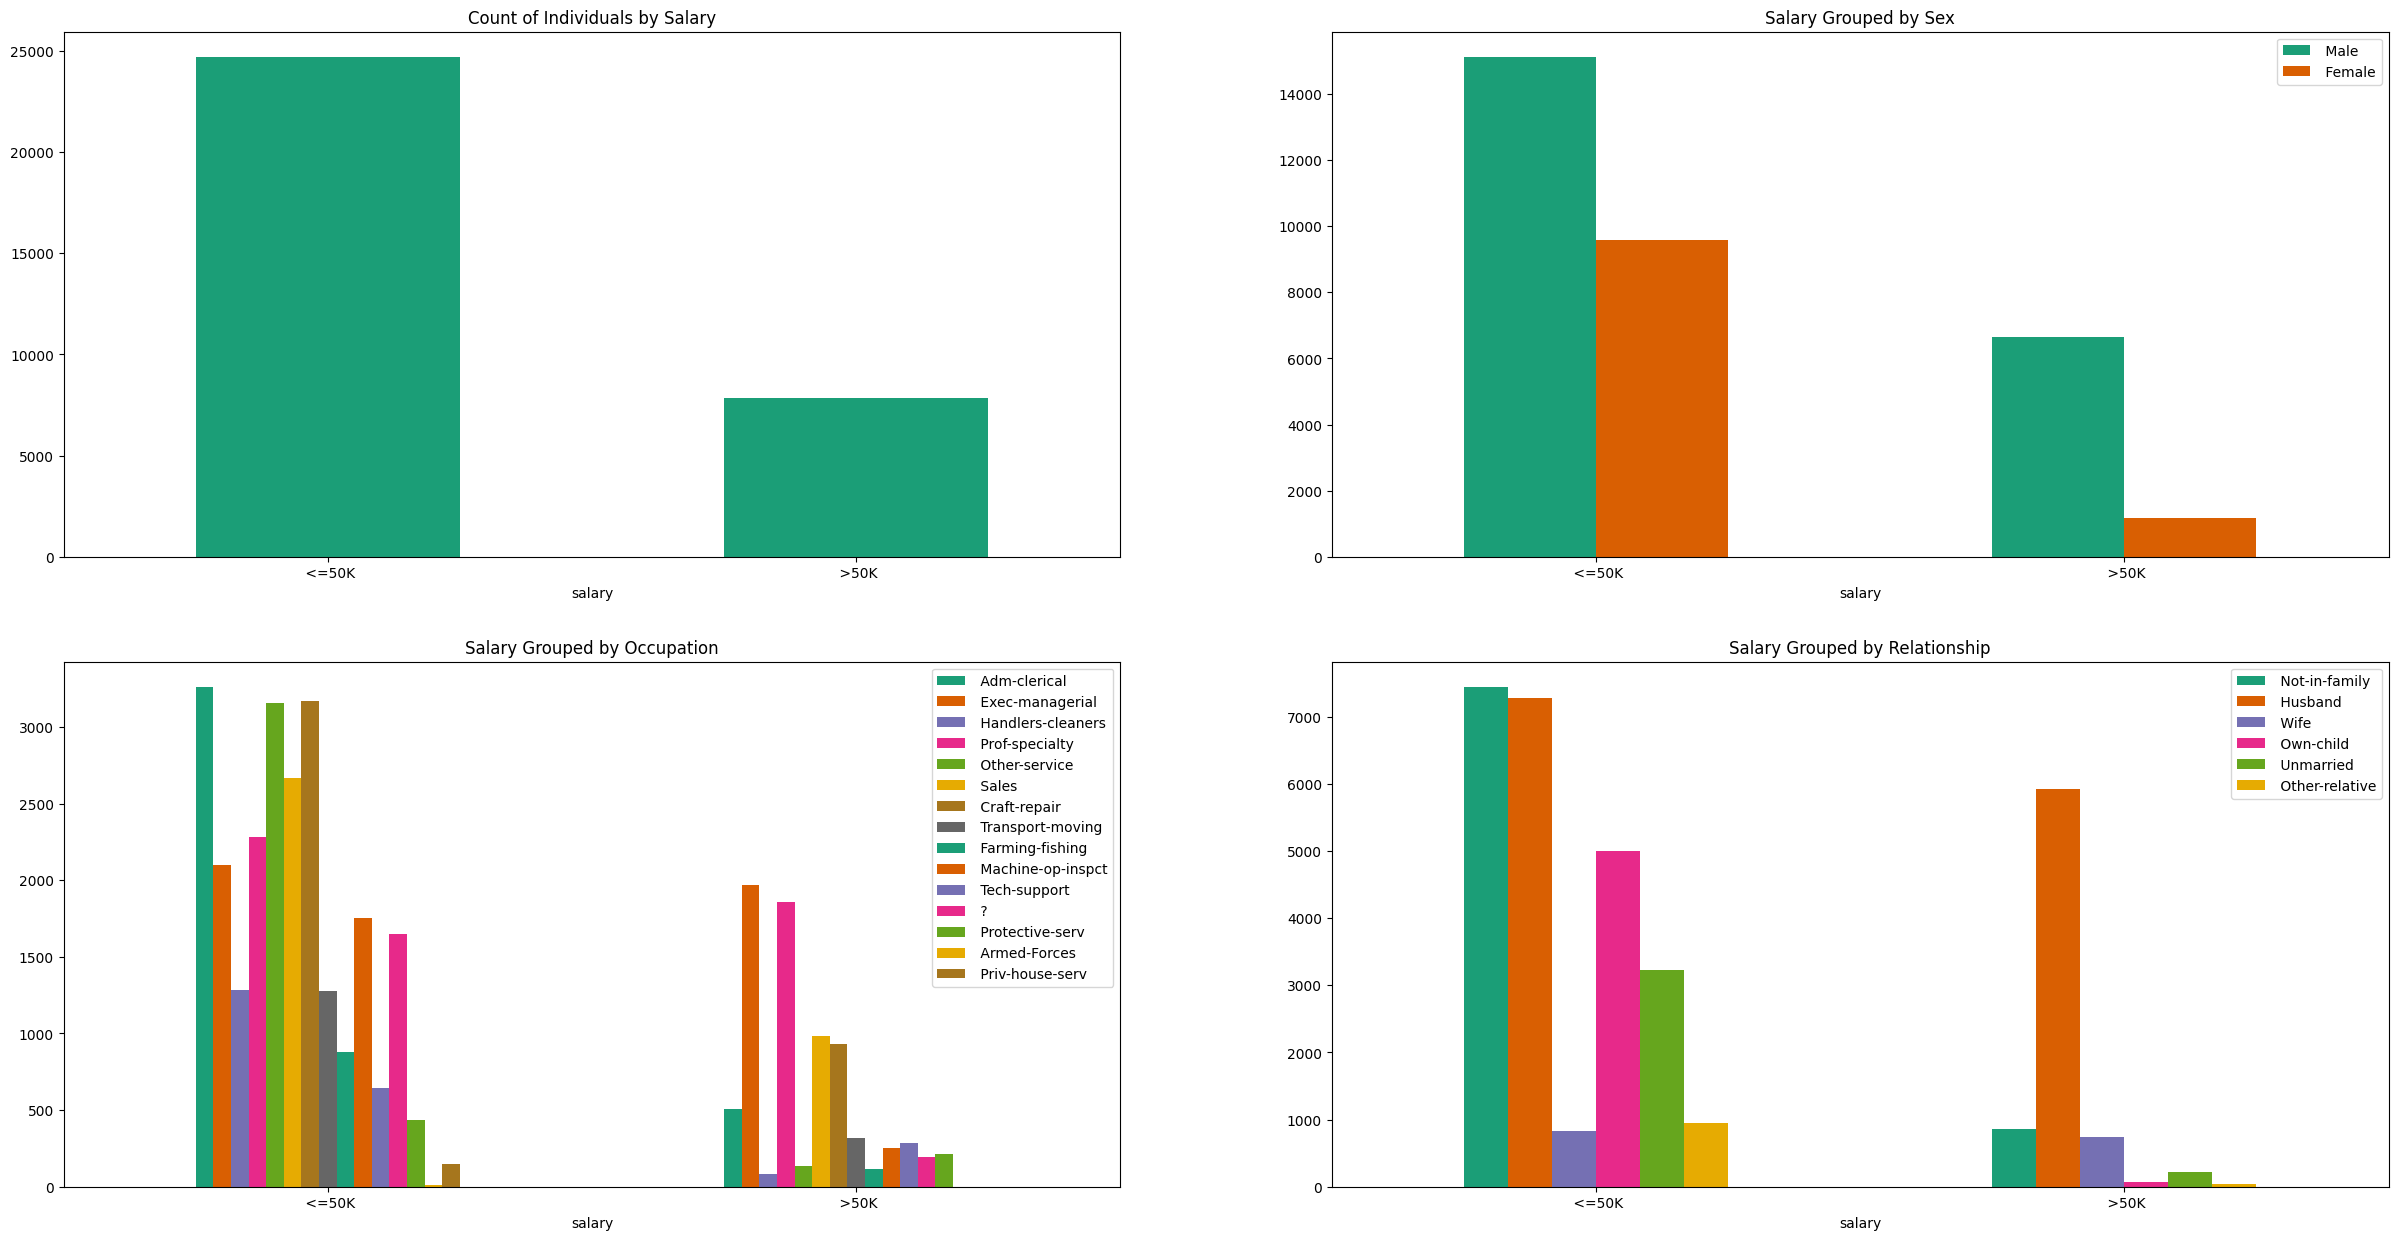 Count of Individuals by Salary
25000
20000
15000
10000
5000
0
<=50K >50K
salary
Salary Grouped by Sex
Male
Female
14000
12000
10000
8000
6000
4000
2000
0
<=50K >50K
salary
Salary Grouped by Occupation
Adm-clerical
Exec-managerial
Handlers-cleaners
Prof-specialty
Other-service
Sales
Craft-repair
Transport-moving
Farming-fishing
Machine-op-inspct
Tech-support
?
Protective-serv
Armed-Forces
Priv-house-serv
3000
2500
2000
1500
1000
500
0
<=50K >50K
salary
Salary Grouped by Relationship
Not-in-family
Husband
Wife
Own-child
Unmarried
Other-relative
7000
6000
5000
4000
3000
2000
1000
0
<=50K >50K
salary